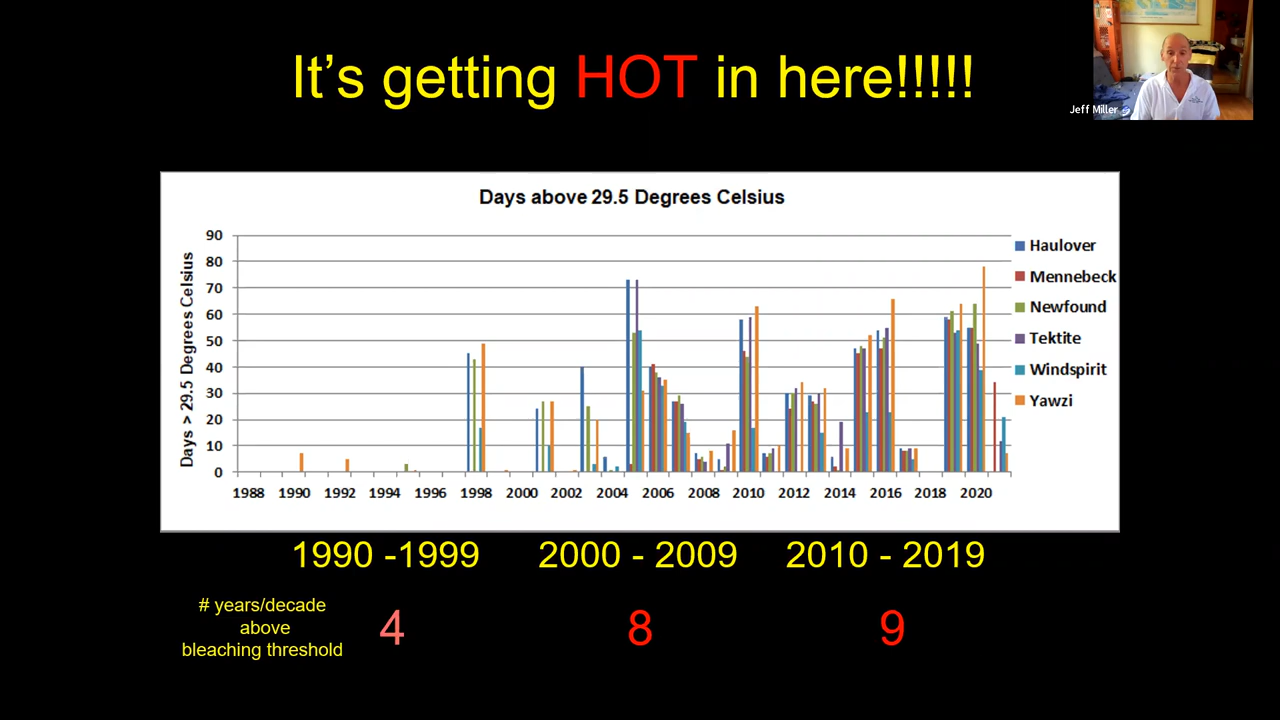 It's getting HOT in here!!!!!
Jeff Miller
Days above 29.5 Degrees Celsius
Days > 29.5 Degrees Celsius
90
80
70
60
50
40
30
20
10
0
1988 1990 1992 1994 1996 1998 2000 2002 2004 2006 2008 2010 2012 2014 2016 2018 2020
Haulover
Mennebeck
Newfound
Tektite
Windspirit
Yawzi
1990 -1999 2000 - 2009 2010 - 2019
# years/decade
above
bleaching threshold
4 8 9